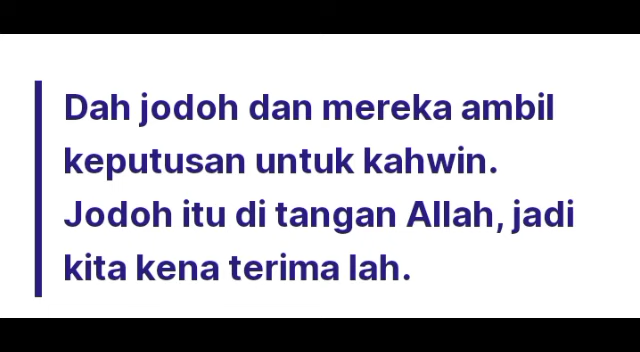 Dah jodoh dan mereka ambil
keputusan untuk kahwin.
Jodoh itu di tangan Allah, jadi
kita kena terima lah.